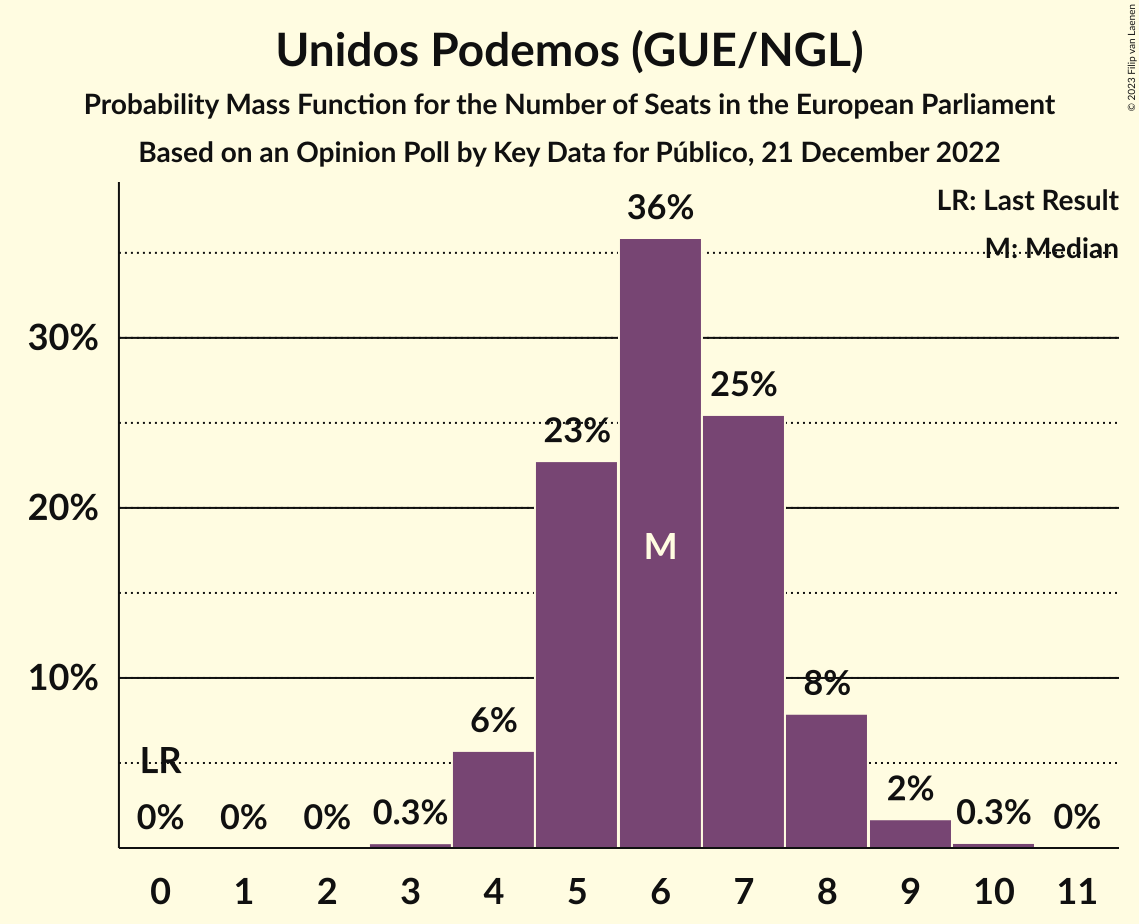 Unidos Podemos (GUE/NGL)
Probability Mass Function for the Number of Seats in the European Parliament
Based on an Opinion Poll by Key Data for Público, 21 December 2022
© 2023 Filip van Laenen
LR: Last Result
M: Median
36%
30%
25%
23%
20%
M
10%
8%
6%
LR
2%
0% 0% 0% 0.3% 0.3% 0%
0 1 2 3 4 5 6 7 8 9 10 11